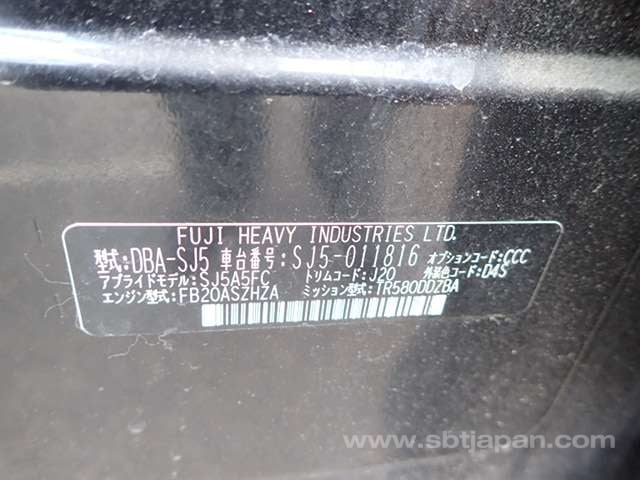 FUJI HEAVY INDUSTRIES LTD.
型式: DBA-SJ5 車台番号: SJ5-011816 オプションコード: CCC
アプライドモデル: SJ5A5FC トリムコード: J20 外装色コード: D4S
エンジン型式: FB20ASZHZA ミッション型式: TR580DDZBA
www.sbtjapan.com